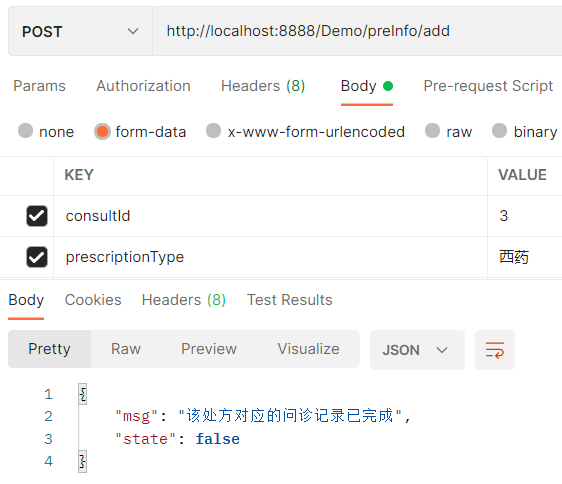 POST http://localhost:8888/Demo/preInfo/add
Params Authorization Headers (8) Body Pre-request Script
none form-data x-www-form-urlencoded raw binary
KEY VALUE
consultId 3
prescriptionType 西药
Body Cookies Headers (8) Test Results
Pretty Raw Preview Visualize JSON
1 {
2 "msg": "该处方对应的问诊记录已完成",
3 "state": false
4 }